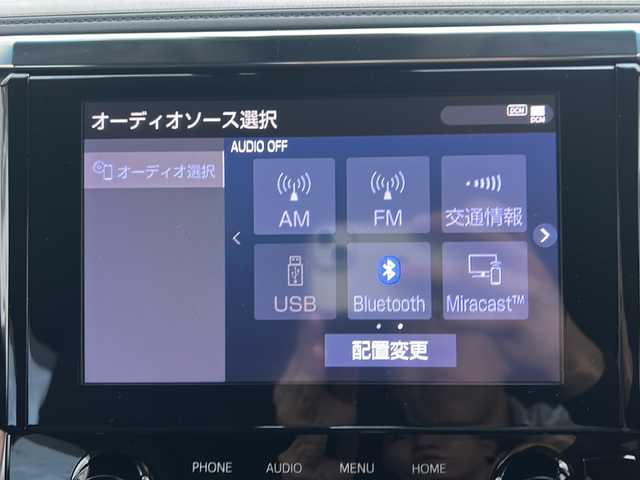 オーディオソース選択
DCM
DCM
AUDIO OFF
オーディオ選択
AM
FM
交通情報
USB
Bluetooth
Miracast™
配置変更
PHONE
AUDIO
MENU
HOME